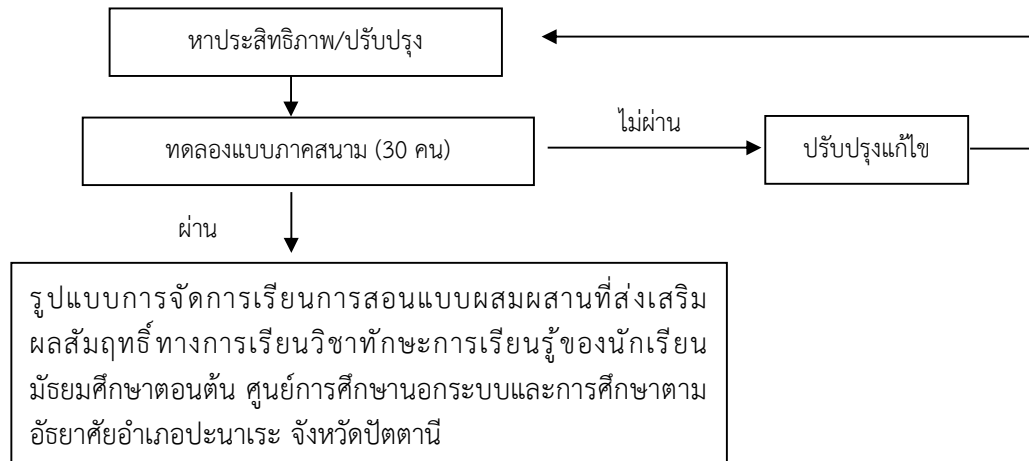 หาประสิทธิภาพ/ปรับปรุง
ทดลองแบบภาคสนาม (30 คน)
ไม่ผ่าน
ปรับปรุงแก้ไข
ผ่าน
รูปแบบการจัดการเรียนการสอนแบบผสมผสานที่ส่งเสริม
ผลสัมฤทธิ์ทางการเรียนวิชาทักษะการเรียนรู้ของนักเรียน
มัธยมศึกษาตอนต้น ศูนย์การศึกษานอกระบบและการศึกษาตาม
อัธยาศัยอำเภอปะนาเระ จังหวัดปัตตานี